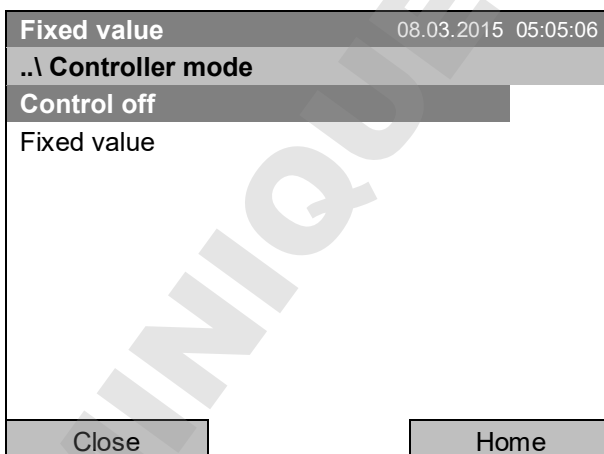 Fixed value 08.03.2015 05:05:06
..\ Controller mode
Control off
Fixed value
Close Home